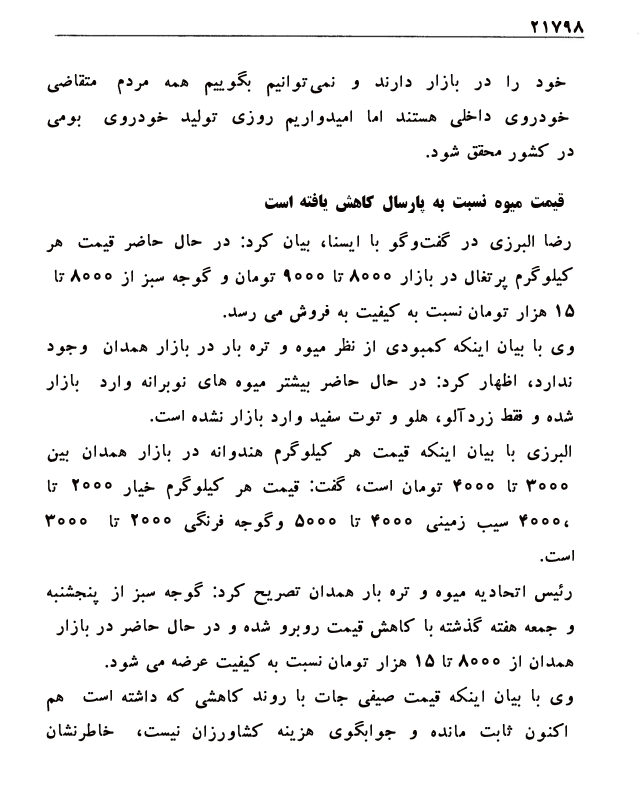 ۲۱۷۹۸
خود را در بازار دارند و نمی‌توانیم بگوییم همه مردم متقاضی
خودروی داخلی هستند اما امیدواریم روزی تولید خودروی بومی
در کشور محقق شود.
قیمت میوه نسبت به پارسال کاهش یافته است
رضا البرزی در گفت‌وگو با ایسنا، بیان کرد: در حال حاضر قیمت هر
کیلوگرم پرتغال در بازار ۸۰۰۰ تا ۹۰۰۰ تومان و گوجه سبز از ۸۰۰۰ تا
۱۵ هزار تومان نسبت به کیفیت به فروش می رسد.
وی با بیان اینکه کمبودی از نظر میوه و تره بار در بازار همدان وجود
ندارد، اظهار کرد: در حال حاضر بیشتر میوه های نوبرانه وارد بازار
شده و فقط زردآلو، هلو و توت سفید وارد بازار نشده است.
البرزی با بیان اینکه قیمت هر کیلوگرم هندوانه در بازار همدان بین
۳۰۰۰ تا ۴۰۰۰ تومان است، گفت: قیمت هر کیلوگرم خیار ۲۰۰۰ تا
۴۰۰۰، سیب زمینی ۴۰۰۰ تا ۵۰۰۰ وگوجه فرنگی ۲۰۰۰ تا ۳۰۰۰
است.
رئیس اتحادیه میوه و تره بار همدان تصریح کرد: گوجه سبز از پنجشنبه
و جمعه هفته گذشته با کاهش قیمت روبرو شده و در حال حاضر در بازار
همدان از ۸۰۰۰ تا ۱۵ هزار تومان نسبت به کیفیت عرضه می شود.
وی با بیان اینکه قیمت صیفی جات با روند کاهشی که داشته است هم
اکنون ثابت مانده و جوابگوی هزینه کشاورزان نیست، خاطرنشان